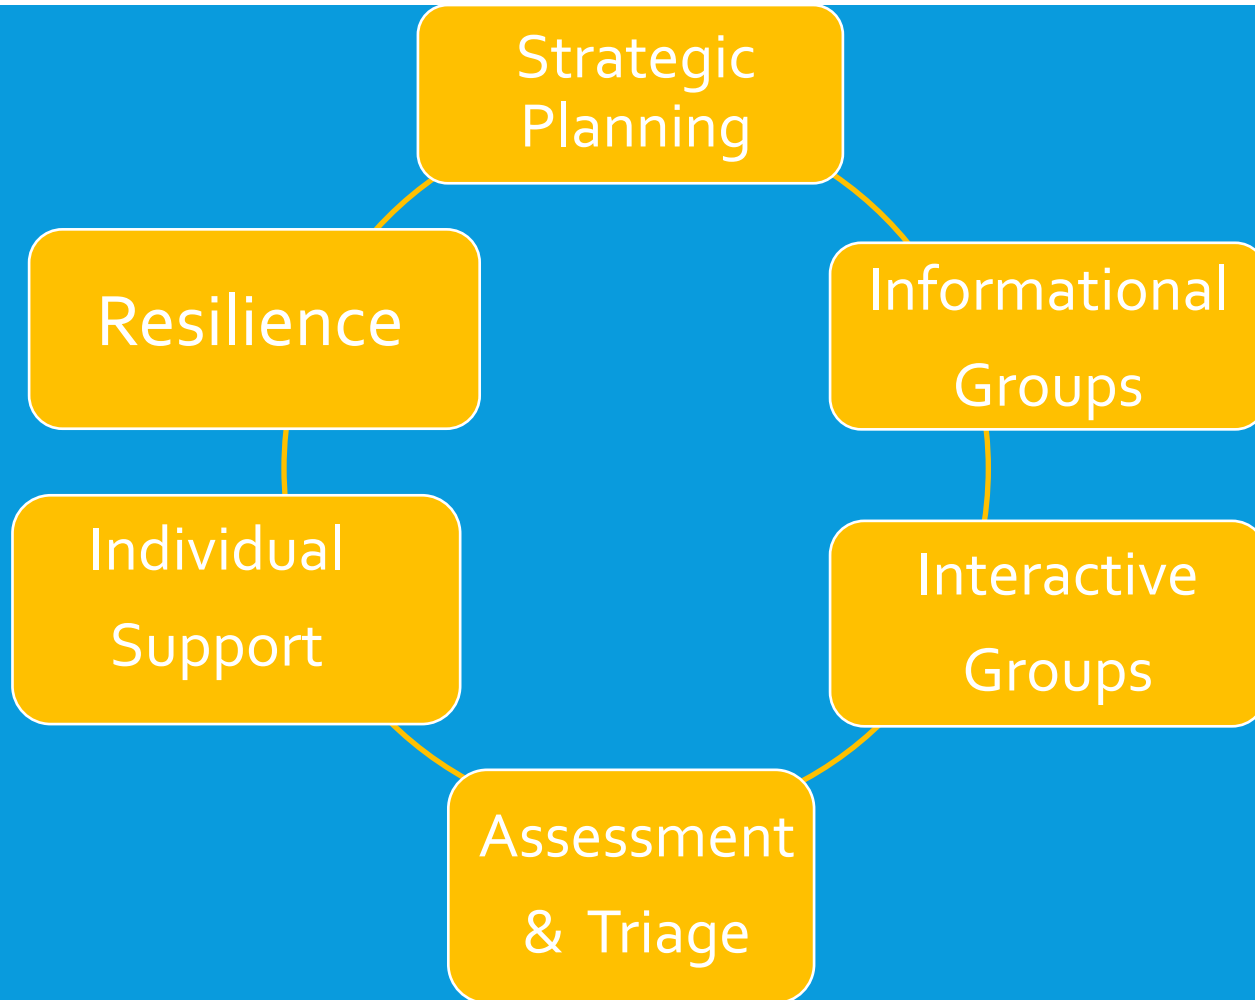 Strategic
Planning
Informational
Groups
Interactive
Groups
Assessment
& Triage
Individual
Support
Resilience